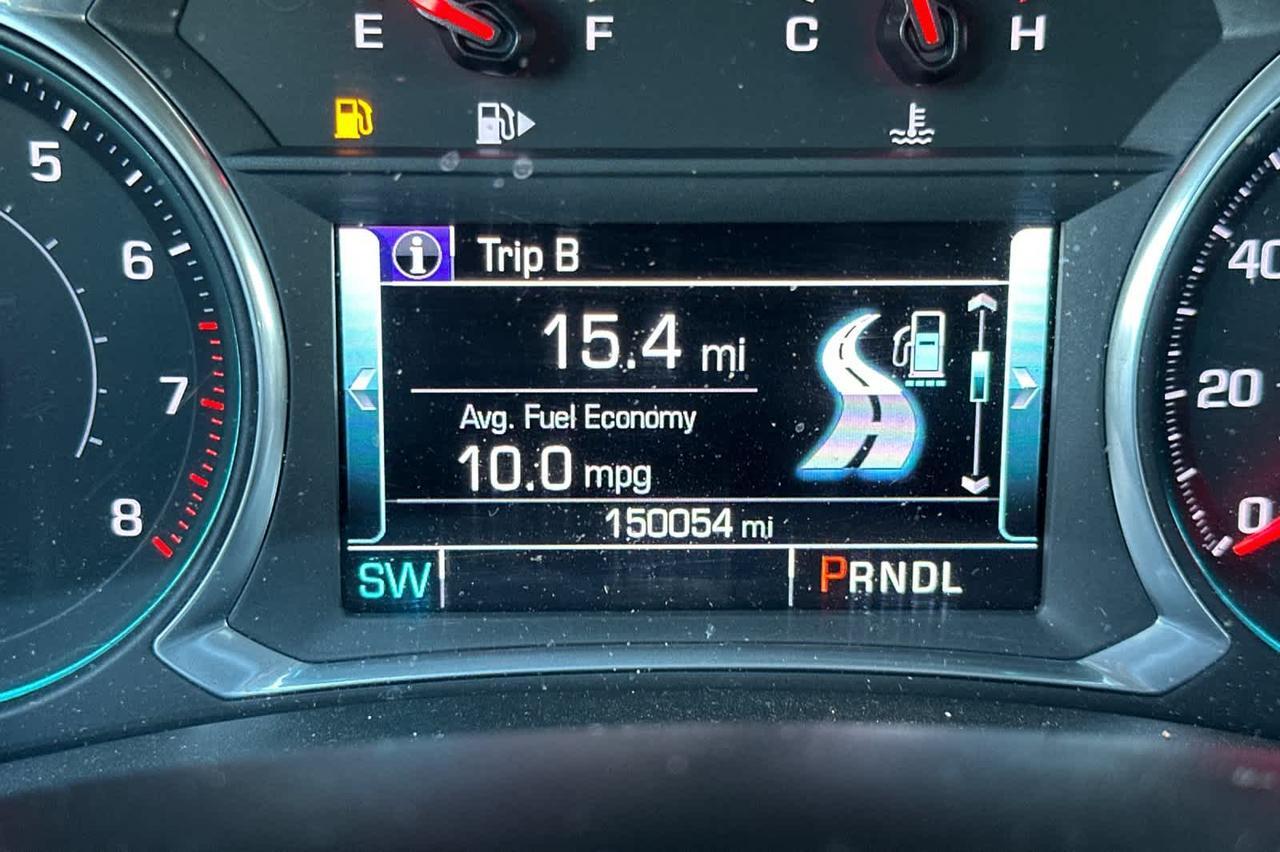 E F C H
5
6
7
8
i Trip B
15.4 mi
Avg. Fuel Economy
10.0 mpg
150054 mi
SW PRNDL
40
20
0